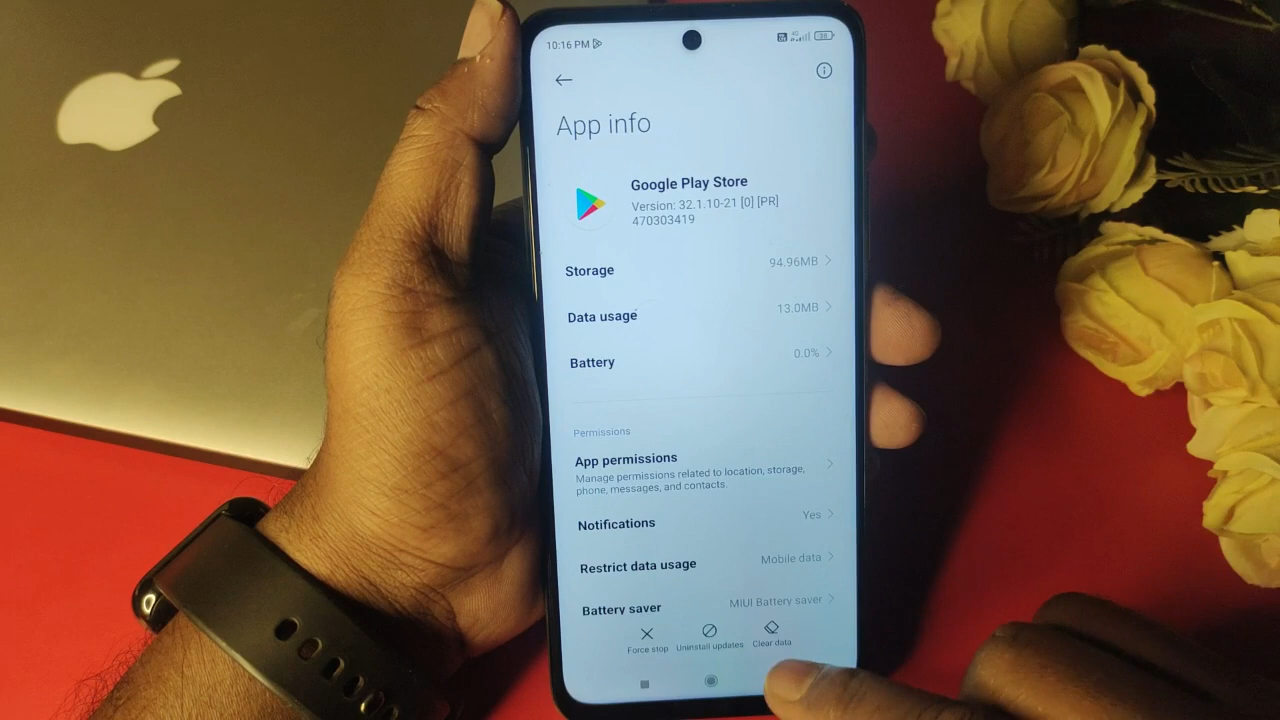 10:16 PM
4G
38
App info
Google Play Store
Version: 32.1.10-21 [0] [PR]
470303419
Storage 94.96MB
Data usage 13.0MB
Battery 0.0%
Permissions
App permissions
Manage permissions related to location, storage,
phone, messages, and contacts.
Notifications Yes
Restrict data usage Mobile data
Battery saver MIUI Battery saver
Force stop Uninstall updates Clear data